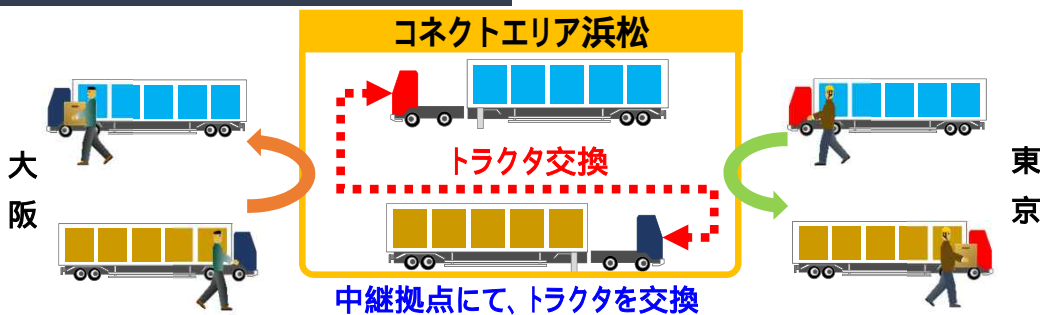 コネクトエリア浜松
トラクタ交換
大阪
東京
中継拠点にて、トラクタを交換